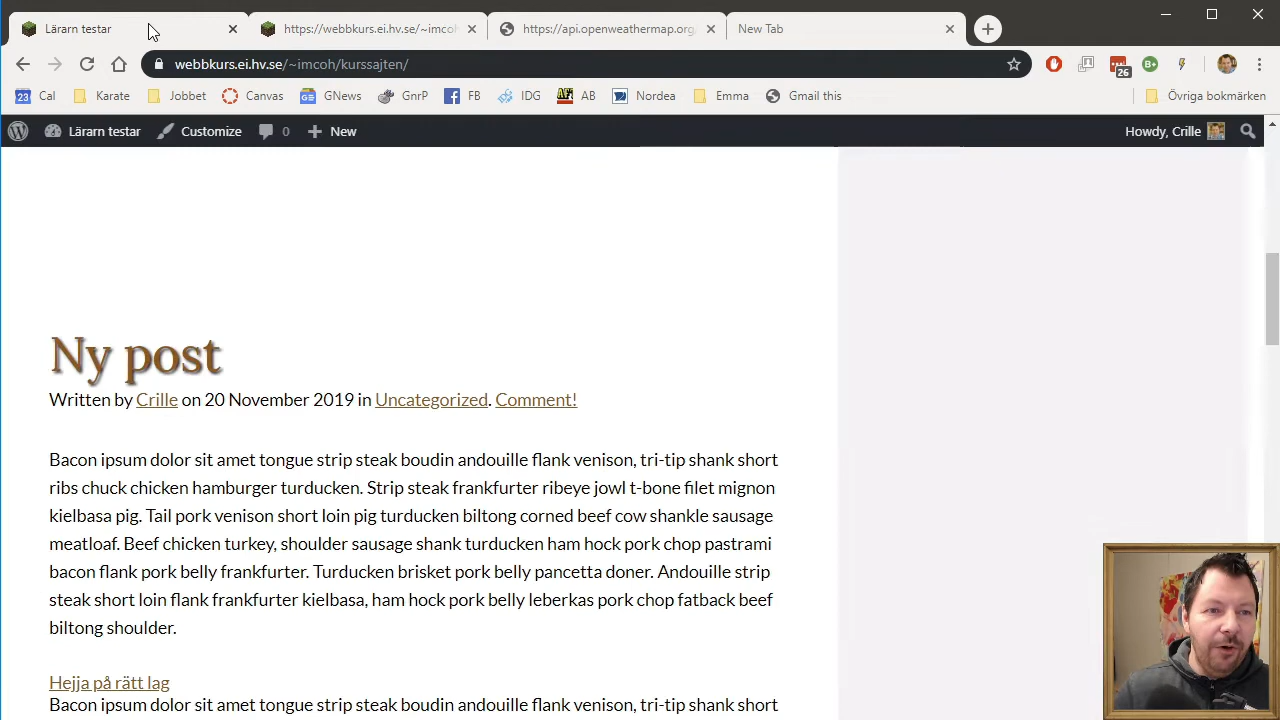 Lärarn testar
https://webbkurs.ei.hv.se/~imcoh
https://api.openweathermap.org
New Tab
webbkurs.ei.hv.se/~imcoh/kurssajten/
26
23 Cal
Karate
Jobbet
Canvas
GNews
GnrP
FB
IDG
AB
Nordea
Emma
Gmail this
Övriga bokmärken
Lärarn testar
Customize
0
New
Howdy, Crille
Ny post
Written by Crille on 20 November 2019 in Uncategorized. Comment!
Bacon ipsum dolor sit amet tongue strip steak boudin andouille flank venison, tri-tip shank short
ribs chuck chicken hamburger turducken. Strip steak frankfurter ribeye jowl t-bone filet mignon
kielbasa pig. Tail pork venison short loin pig turducken biltong corned beef cow shankle sausage
meatloaf. Beef chicken turkey, shoulder sausage shank turducken ham hock pork chop pastrami
bacon flank pork belly frankfurter. Turducken brisket pork belly pancetta doner. Andouille strip
steak short loin flank frankfurter kielbasa, ham hock pork belly leberkas pork chop fatback beef
biltong shoulder.
Hejja på rätt lag
Bacon ipsum dolor sit amet tongue strip steak boudin andouille flank venison, tri-tip shank short